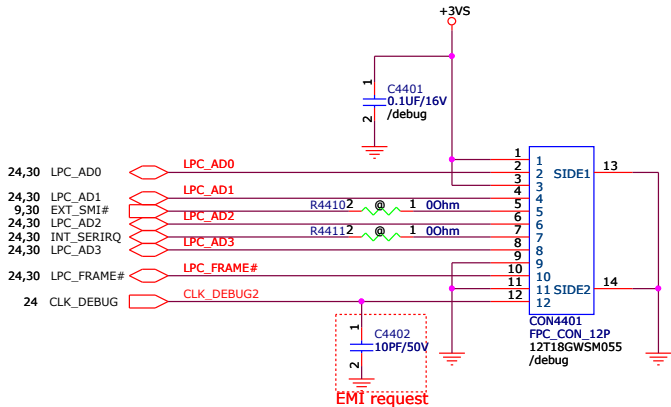 +3VS
1
C4401
0.1UF/16V
2
/debug
24,30 LPC_AD0 LPC_AD0
24,30 LPC_AD1 LPC_AD1
9,30 EXT_SMI# R4410 2 @ 1 0Ohm
24,30 LPC_AD2 LPC_AD2
24,30 INT_SERIRQ R4411 2 @ 1 0Ohm
24,30 LPC_AD3 LPC_AD3
24,30 LPC_FRAME# LPC_FRAME#
24 CLK_DEBUG CLK_DEBUG2
1 1
2 2 SIDE1 13
3 3
4 4
5 5
6 6
7 7
8 8
9 9
10 10
11 11 SIDE2 14
12 12
CON4401
FPC_CON_12P
12T18GWSM055
/debug
1
C4402
10PF/50V
2
EMI request